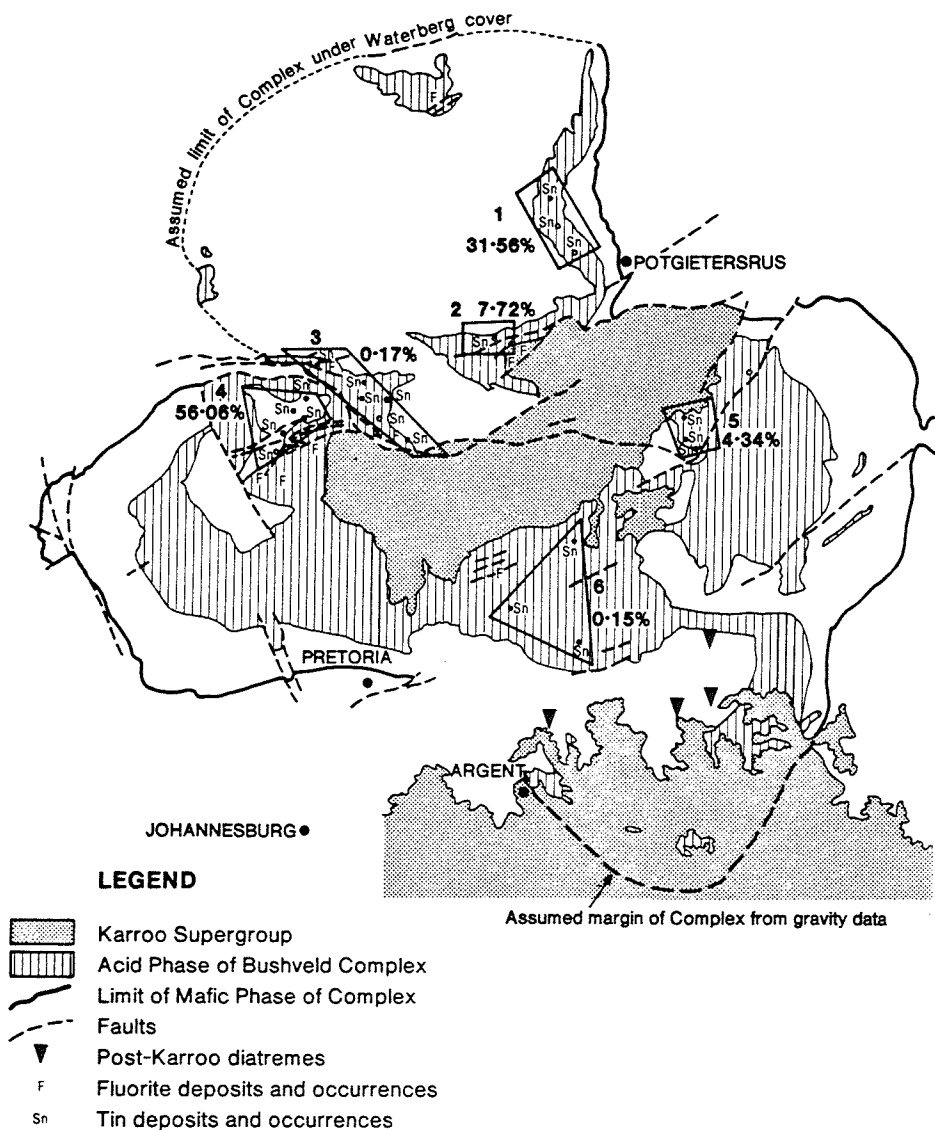 Assumed limit of Complex under Waterberg cover
F
Sn
1
Sn
Sn
31·56%
POTGIETERSRUS
2 7·72%
Sn
F
F
3
0·17%
F
Sn
Sn
4
56·06%
Sn
Sn
Sn
Sn
Sn
F
Sn
Sn
F
F
F
Sn
Sn
Sn
5
4·34%
Sn
F
Sn
6
0·15%
Sn
PRETORIA
ARGENT
JOHANNESBURG
Assumed margin of Complex from gravity data
LEGEND
Karroo Supergroup
Acid Phase of Bushveld Complex
Limit of Mafic Phase of Complex
Faults
Post-Karroo diatremes
F Fluorite deposits and occurrences
Sn Tin deposits and occurrences